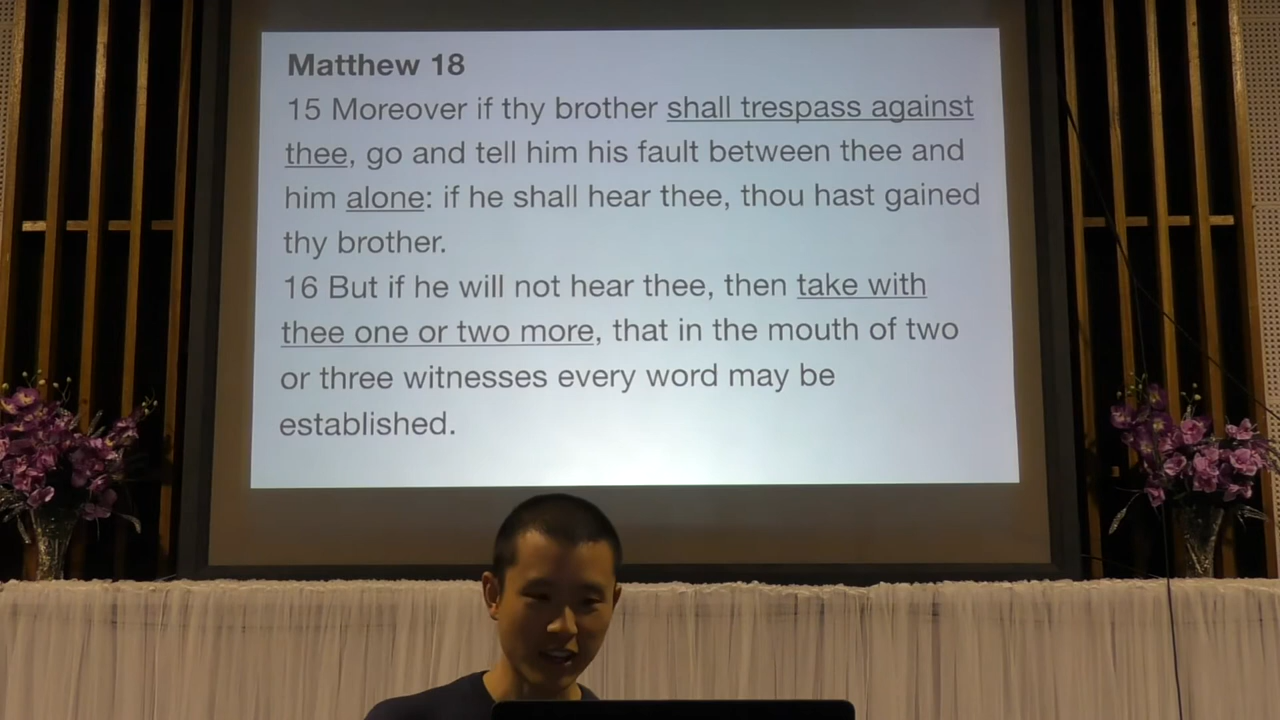 Matthew 18
15 Moreover if thy brother shall trespass against
thee, go and tell him his fault between thee and
him alone: if he shall hear thee, thou hast gained
thy brother.
16 But if he will not hear thee, then take with
thee one or two more, that in the mouth of two
or three witnesses every word may be
established.